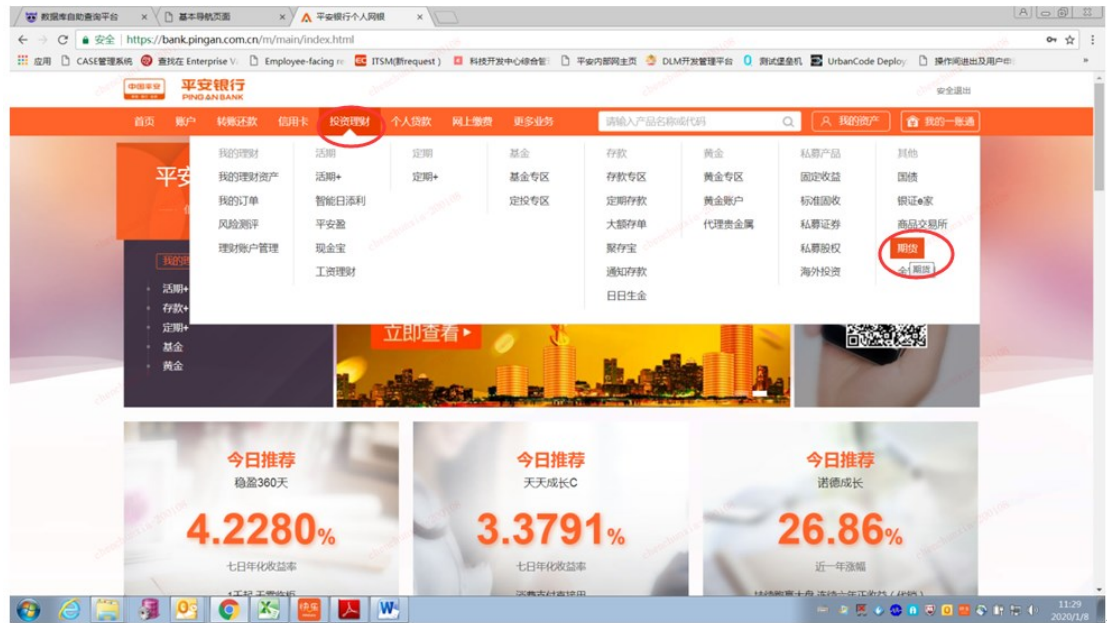 数据库自助查询平台
基本导航页面
平安银行个人网银
安全 https://bank.pingan.com.cn/m/main/index.html
应用 CASE管理系统 查找在 Enterprise V Employee-facing re ITSM(新request) 科技开发中心综合智 平安内部网主页 DLM开发管理平台 测试堡垒机 UrbanCode Deploy 操作间进出及用户申 »
中国平安 平安银行
PING AN BANK
安全退出
首页 账户 转账还款 信用卡 投资理财 个人贷款 网上缴费 更多业务 请输入产品名称或代码 我的资产 我的一账通
我的理财 活期 定期 基金 存款 黄金 私募产品 其他
我的理财资产 活期+ 定期+ 基金专区 存款专区 黄金专区 固定收益 国债
我的订单 智能日添利 定投专区 定期存款 黄金账户 标准固收 银证e家
风险测评 平安盈 大额存单 代理贵金属 私募证券 商品交易所
理财账户管理 现金宝 聚存宝 私募股权 期货
工资理财 通知存款 海外投资 期货
日日生金
平安
我的理
活期+
存款+
定期+
基金
黄金
立即查看
今日推荐 今日推荐 今日推荐
稳盈360天 天天成长C 诺德成长
4.2280% 3.3791% 26.86%
七日年化收益率 七日年化收益率 近一年涨幅
11:29
2020/1/8